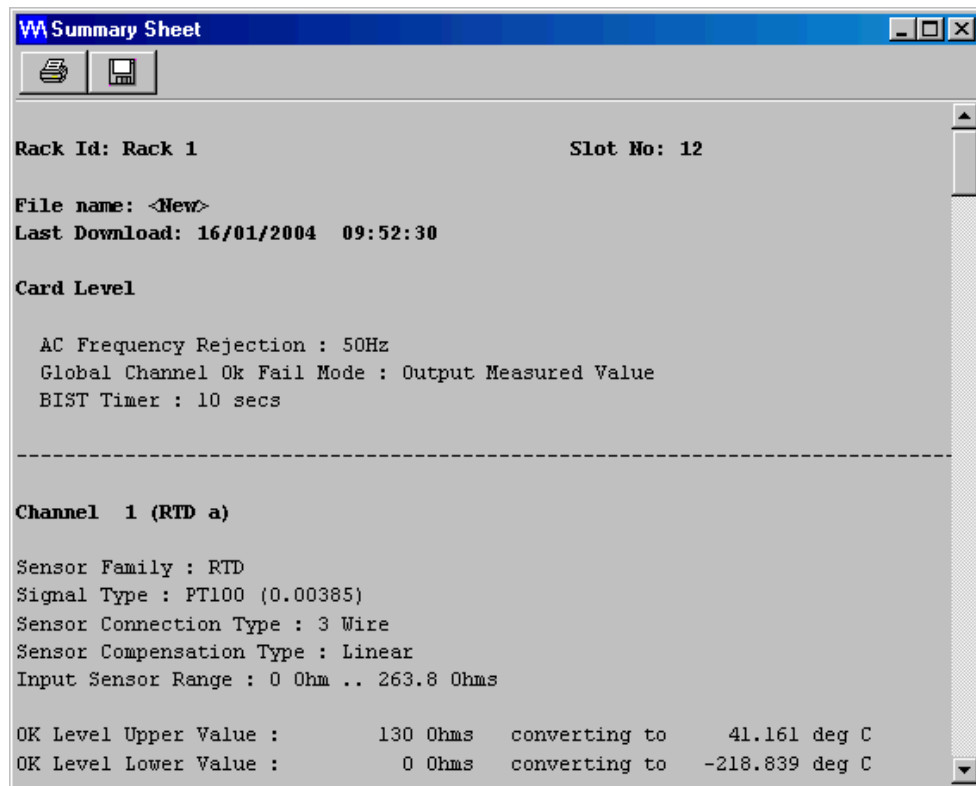 Summary Sheet
Rack Id: Rack 1 Slot No: 12
File name: <New>
Last Download: 16/01/2004 09:52:30
Card Level
AC Frequency Rejection : 50Hz
Global Channel Ok Fail Mode : Output Measured Value
BIST Timer : 10 secs
--------------------------------------------------------------------------------
Channel 1 (RTD a)
Sensor Family : RTD
Signal Type : PT100 (0.00385)
Sensor Connection Type : 3 Wire
Sensor Compensation Type : Linear
Input Sensor Range : 0 Ohm .. 263.8 Ohms
OK Level Upper Value : 130 Ohms converting to 41.161 deg C
OK Level Lower Value : 0 Ohms converting to -218.839 deg C